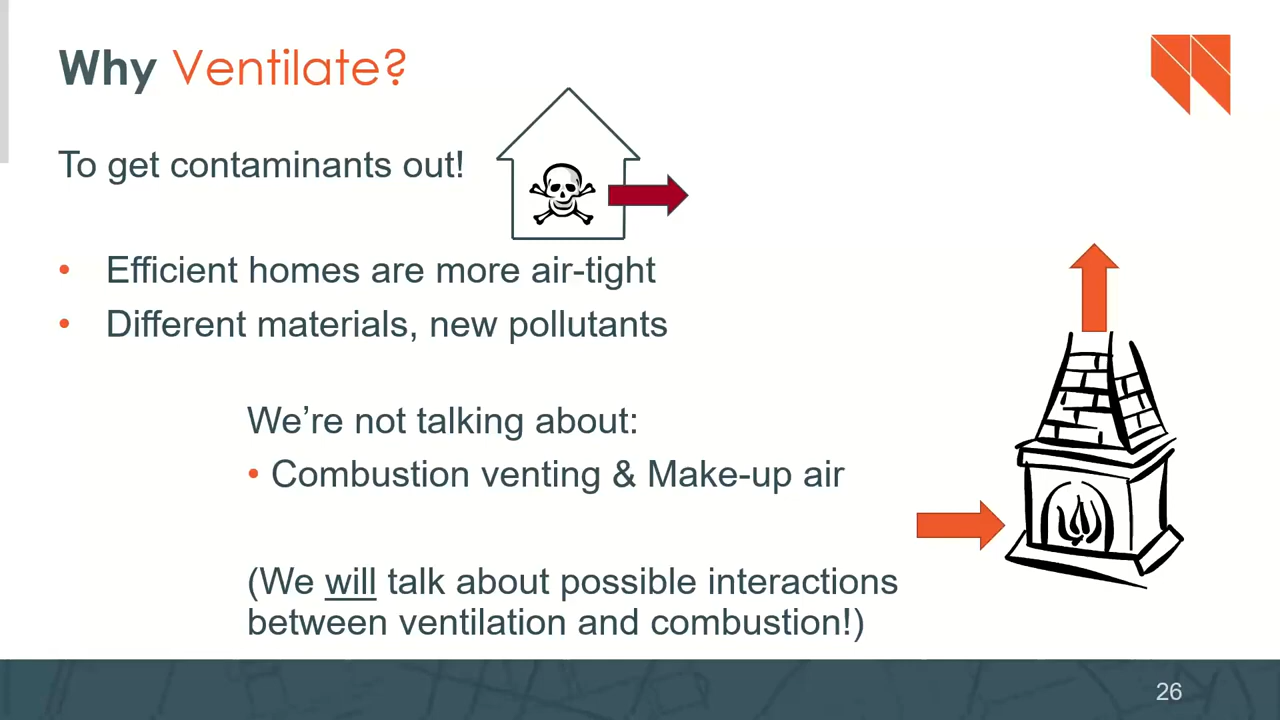 Why Ventilate?
To get contaminants out!
• Efficient homes are more air-tight
• Different materials, new pollutants
We’re not talking about:
• Combustion venting & Make-up air
(We will talk about possible interactions
between ventilation and combustion!)
26